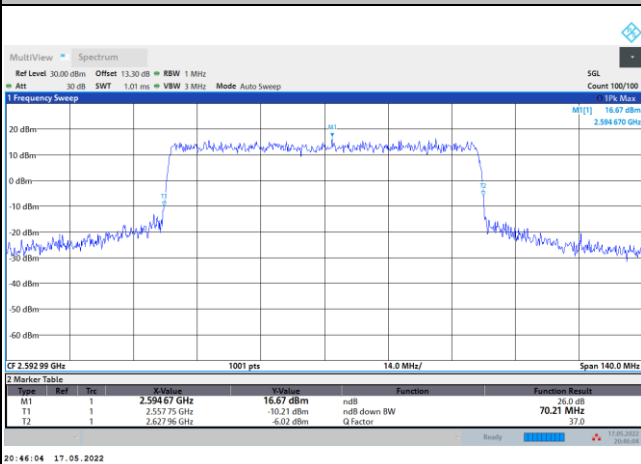 MultiView Spectrum
Ref Level 30.00 dBm Offset 13.30 dB RBW 1 MHz SGL
Att 30 dB SWT 1.01 ms VBW 3 MHz Mode Auto Sweep Count 100/100
1 Frequency Sweep 1Pk Max
M1[1] 16.67 dBm
2.594 670 GHz
M1
20 dBm
10 dBm
0 dBm
T1 T2
-10 dBm
-20 dBm
-30 dBm
-40 dBm
-50 dBm
-60 dBm
CF 2.592 99 GHz 1001 pts 14.0 MHz/ Span 140.0 MHz
2 Marker Table
Type Ref Trc X-Value Y-Value Function Function Result
M1 1 2.594 67 GHz 16.67 dBm ndB 26.0 dB
T1 1 2.557 75 GHz -10.21 dBm ndB down BW 70.21 MHz
T2 1 2.627 96 GHz -6.02 dBm Q Factor 37.0
Ready 17.05.2022
20:46:04
20:46:04 17.05.2022